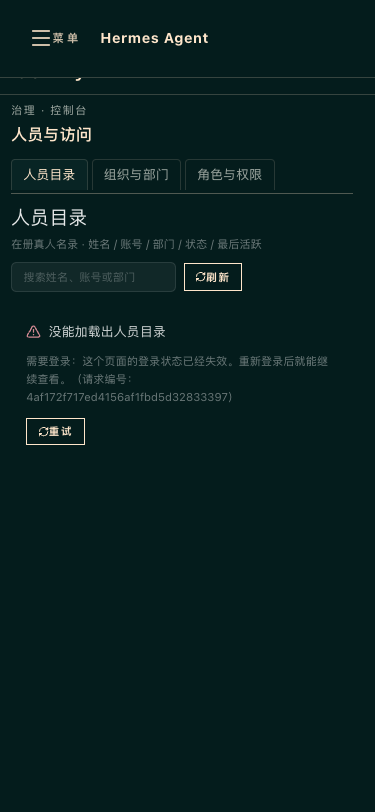 菜单 Hermes Agent
治理 · 控制台
人员与访问
人员目录 组织与部门 角色与权限
人员目录
在册真人名录 · 姓名 / 账号 / 部门 / 状态 / 最后活跃
搜索姓名、账号或部门 刷新
没能加载出人员目录
需要登录：这个页面的登录状态已经失效。重新登录后就能继
续查看。（请求编号：
4af172f717ed4156af1fbd5d32833397）
重试